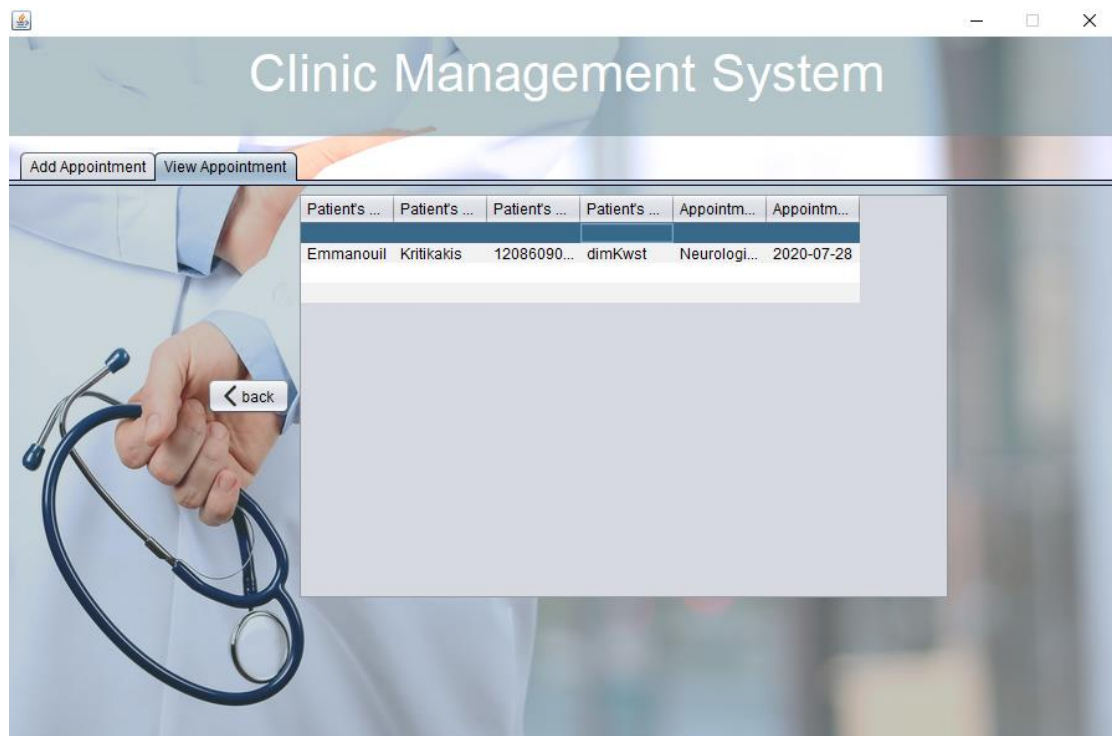 Clinic Management System
Add Appointment View Appointment
Patient's ... Patient's ... Patient's ... Patient's ... Appointm... Appointm...
Emmanouil Kritikakis 12086090... dimKwst Neurologi... 2020-07-28
back